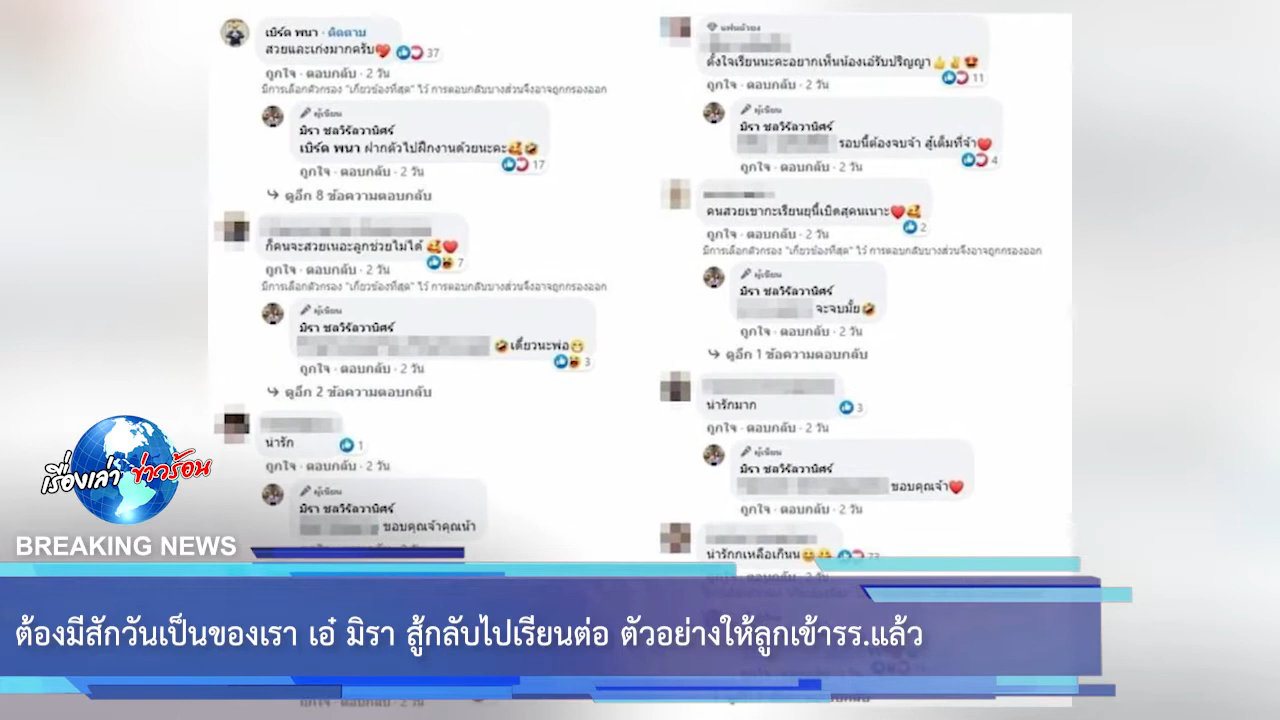 เบิร์ด พนา · ติดตาม
สวยและเก่งมากครับ❤️ 37
ถูกใจ · ตอบกลับ · 2 วัน
มีการเลือกตัวกรอง "เกี่ยวข้องที่สุด" ไว้ การตอบกลับบางส่วนจึงอาจถูกกรองออก
ผู้เขียน
มิรา ชลวิรัลวานิศร์
เบิร์ด พนา ฝากตัวไปฝึกงานด้วยนะคะ🥰🤣
17
ถูกใจ · ตอบกลับ · 2 วัน
ดูอีก 8 ข้อความตอบกลับ
ก็คนจะสวยเนอะลูกช่วยไม่ได้ 🥰❤️
7
ถูกใจ · ตอบกลับ · 2 วัน
มีการเลือกตัวกรอง "เกี่ยวข้องที่สุด" ไว้ การตอบกลับบางส่วนจึงอาจถูกกรองออก
ผู้เขียน
มิรา ชลวิรัลวานิศร์
🤣เดี๋ยวนะพ่อ😁
3
ถูกใจ · ตอบกลับ · 2 วัน
ดูอีก 2 ข้อความตอบกลับ
น่ารัก 1
ถูกใจ · ตอบกลับ · 2 วัน
ผู้เขียน
มิรา ชลวิรัลวานิศร์
ขอบคุณจ้าคุณน้า
แฟนตัวยง
ตั้งใจเรียนนะคะอยากเห็นน้องเอ๋รับปริญญา👍✌️😍
11
ถูกใจ · ตอบกลับ · 2 วัน
ผู้เขียน
มิรา ชลวิรัลวานิศร์
รอบนี้ต้องจบจ้า สู้เต็มที่จ้า❤️
4
ถูกใจ · ตอบกลับ · 2 วัน
คนสวยเขากะเรียนยุนี้เบิดสุคนเนาะ❤️🥰
2
ถูกใจ · ตอบกลับ · 2 วัน
มีการเลือกตัวกรอง "เกี่ยวข้องที่สุด" ไว้ การตอบกลับบางส่วนจึงอาจถูกกรองออก
ผู้เขียน
มิรา ชลวิรัลวานิศร์
จะจบมั้ย🤣
ถูกใจ · ตอบกลับ · 2 วัน
ดูอีก 1 ข้อความตอบกลับ
น่ารักมาก 3
ถูกใจ · ตอบกลับ · 2 วัน
ผู้เขียน
มิรา ชลวิรัลวานิศร์
ขอบคุณจ้า❤️
ถูกใจ · ตอบกลับ · 2 วัน
น่ารักกเหลือเกินน
เรื่องเล่า ข่าวร้อน
BREAKING NEWS
ต้องมีสักวันเป็นของเรา เอ๋ มิรา สู้กลับไปเรียนต่อ ตัวอย่างให้ลูกเข้ารร.แล้ว